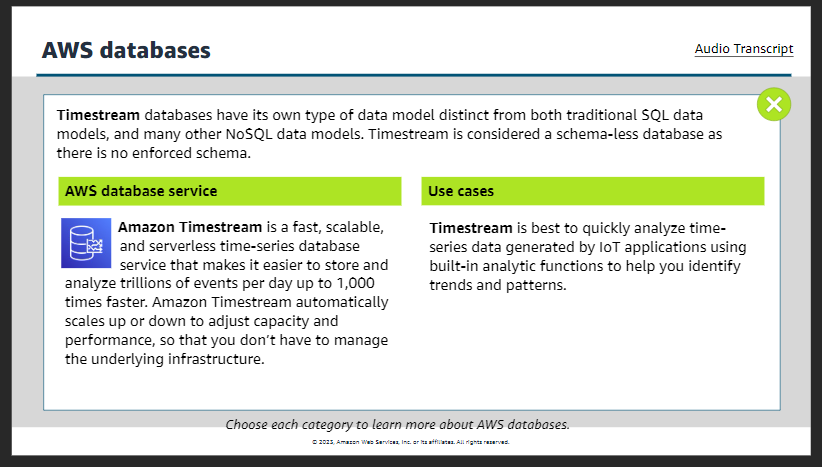 AWS databases
Audio Transcript
Timestream databases have its own type of data model distinct from both traditional SQL data
models, and many other NoSQL data models. Timestream is considered a schema-less database as
there is no enforced schema.
AWS database service
Amazon Timestream is a fast, scalable,
and serverless time-series database
service that makes it easier to store and
analyze trillions of events per day up to 1,000
times faster. Amazon Timestream automatically
scales up or down to adjust capacity and
performance, so that you don’t have to manage
the underlying infrastructure.
Use cases
Timestream is best to quickly analyze time-
series data generated by IoT applications using
built-in analytic functions to help you identify
trends and patterns.
Choose each category to learn more about AWS databases.
© 2023, Amazon Web Services, Inc. or its affiliates. All rights reserved.